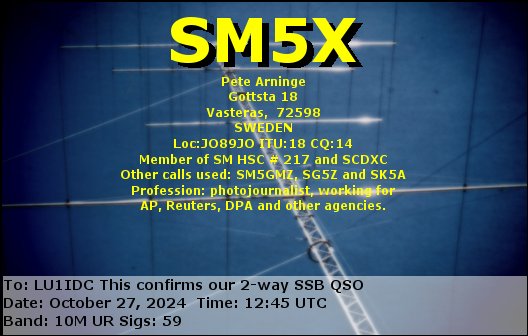 SM5X
Pete Arninge
Gottsta 18
Vasteras, 72598
SWEDEN
Loc:JO89JO ITU:18 CQ:14
Member of SM HSC # 217 and SCDXC
Other calls used: SM5GMZ, SG5Z and SK5A
Profession: photojournalist, working for
AP, Reuters, DPA and other agencies.
To: LU1IDC This confirms our 2-way SSB QSO
Date: October 27, 2024 Time: 12:45 UTC
Band: 10M UR Sigs: 59